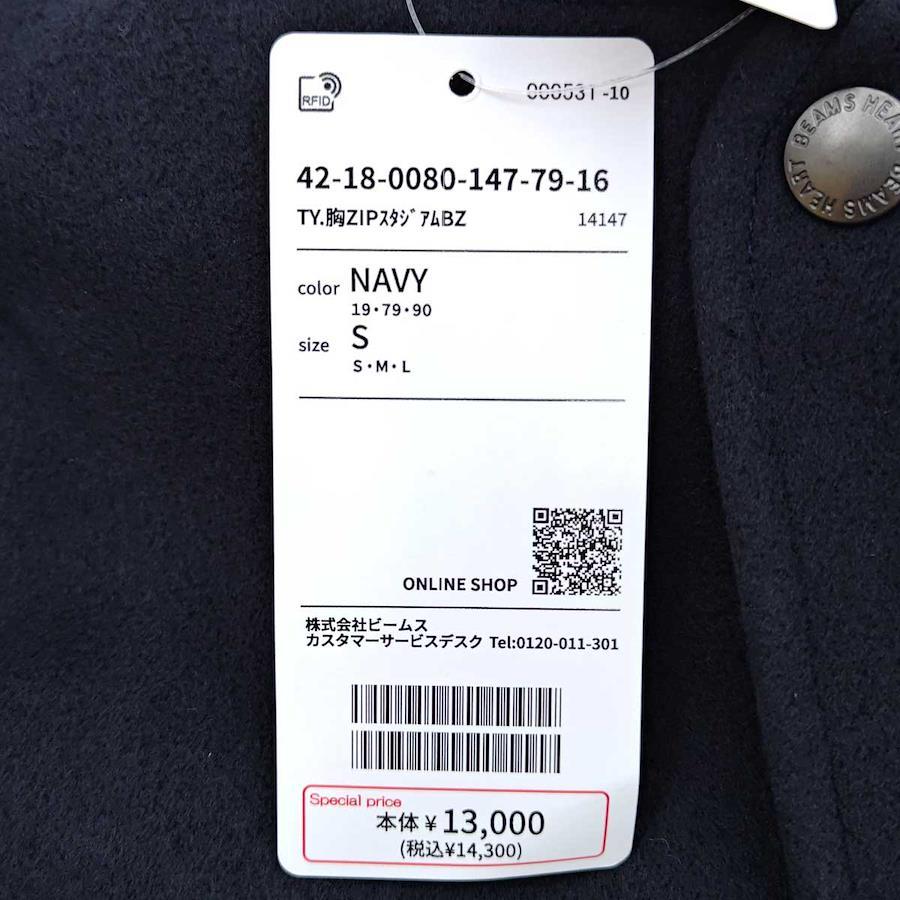 RFID
000531-10
42-18-0080-147-79-16
TY.胸ZIPｽﾀｼﾞｱﾑBZ 14147
color NAVY
19・79・90
size S
S・M・L
ONLINE SHOP
株式会社ビームス
カスタマーサービスデスク Tel:0120-011-301
Special price
本体¥13,000
(税込¥14,300)
BEAMS HEART BEAMS HEART